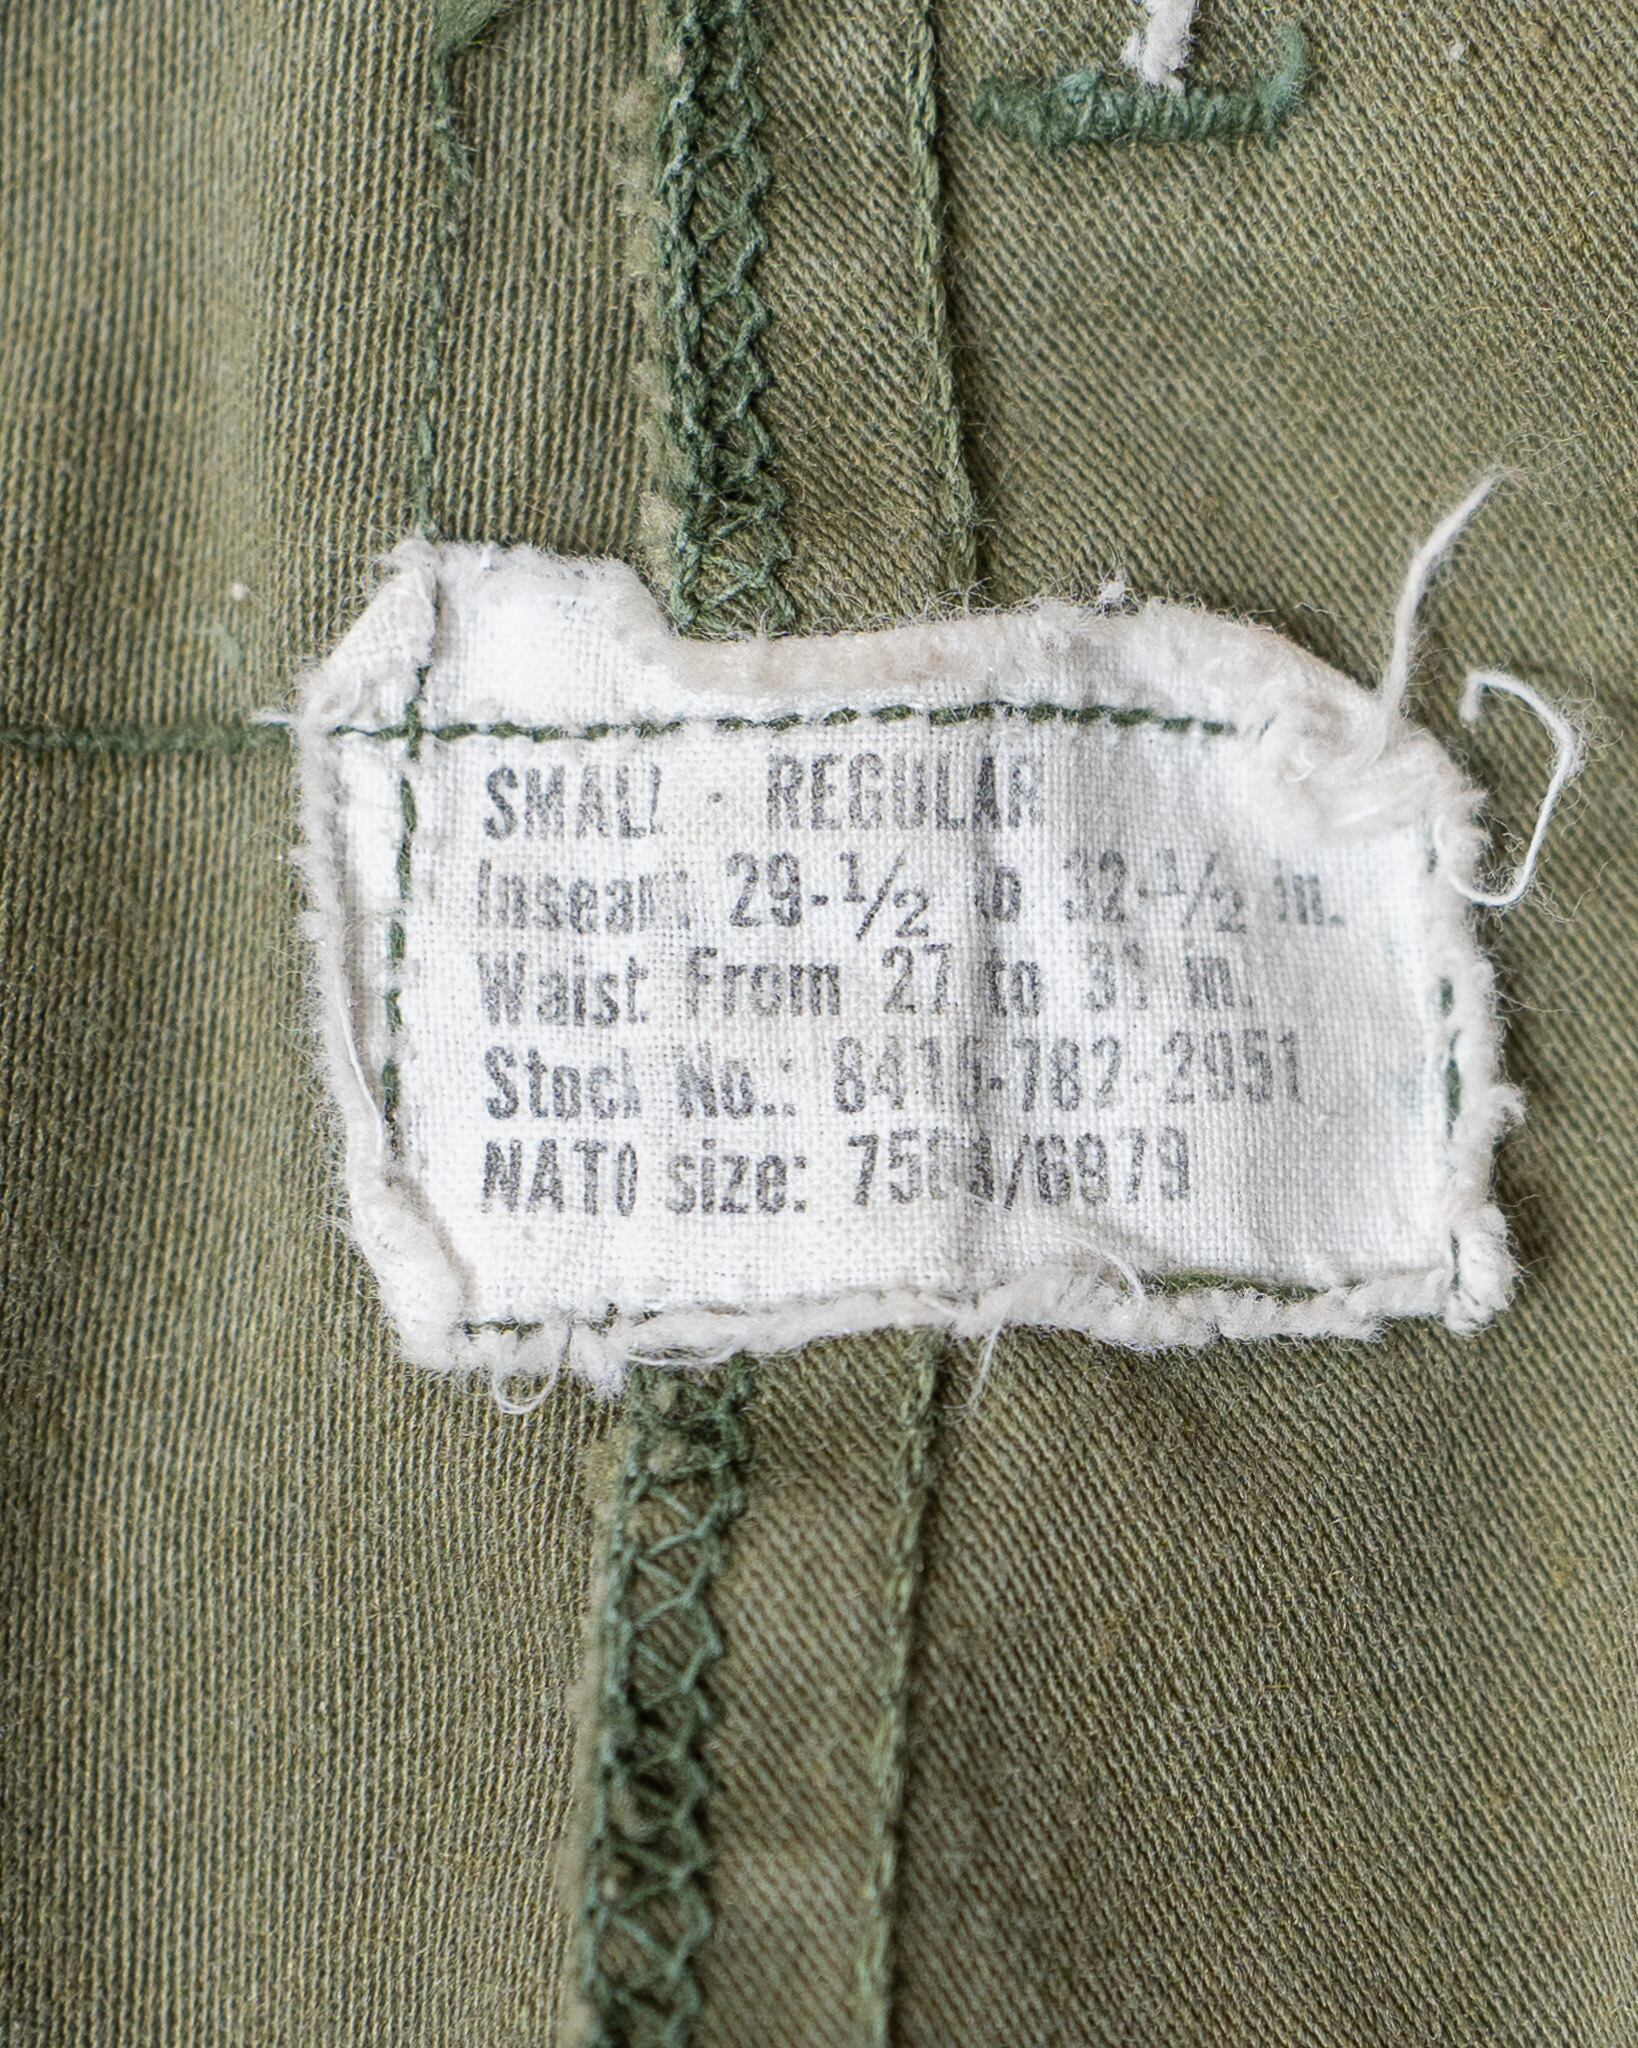 SMALL - REGULAR
Inseam: 29-1/2 to 32-1/2 in.
Waist: From 27 to 31 in.
Stock No.: 8415-782-2951
NATO size: 7504/6979